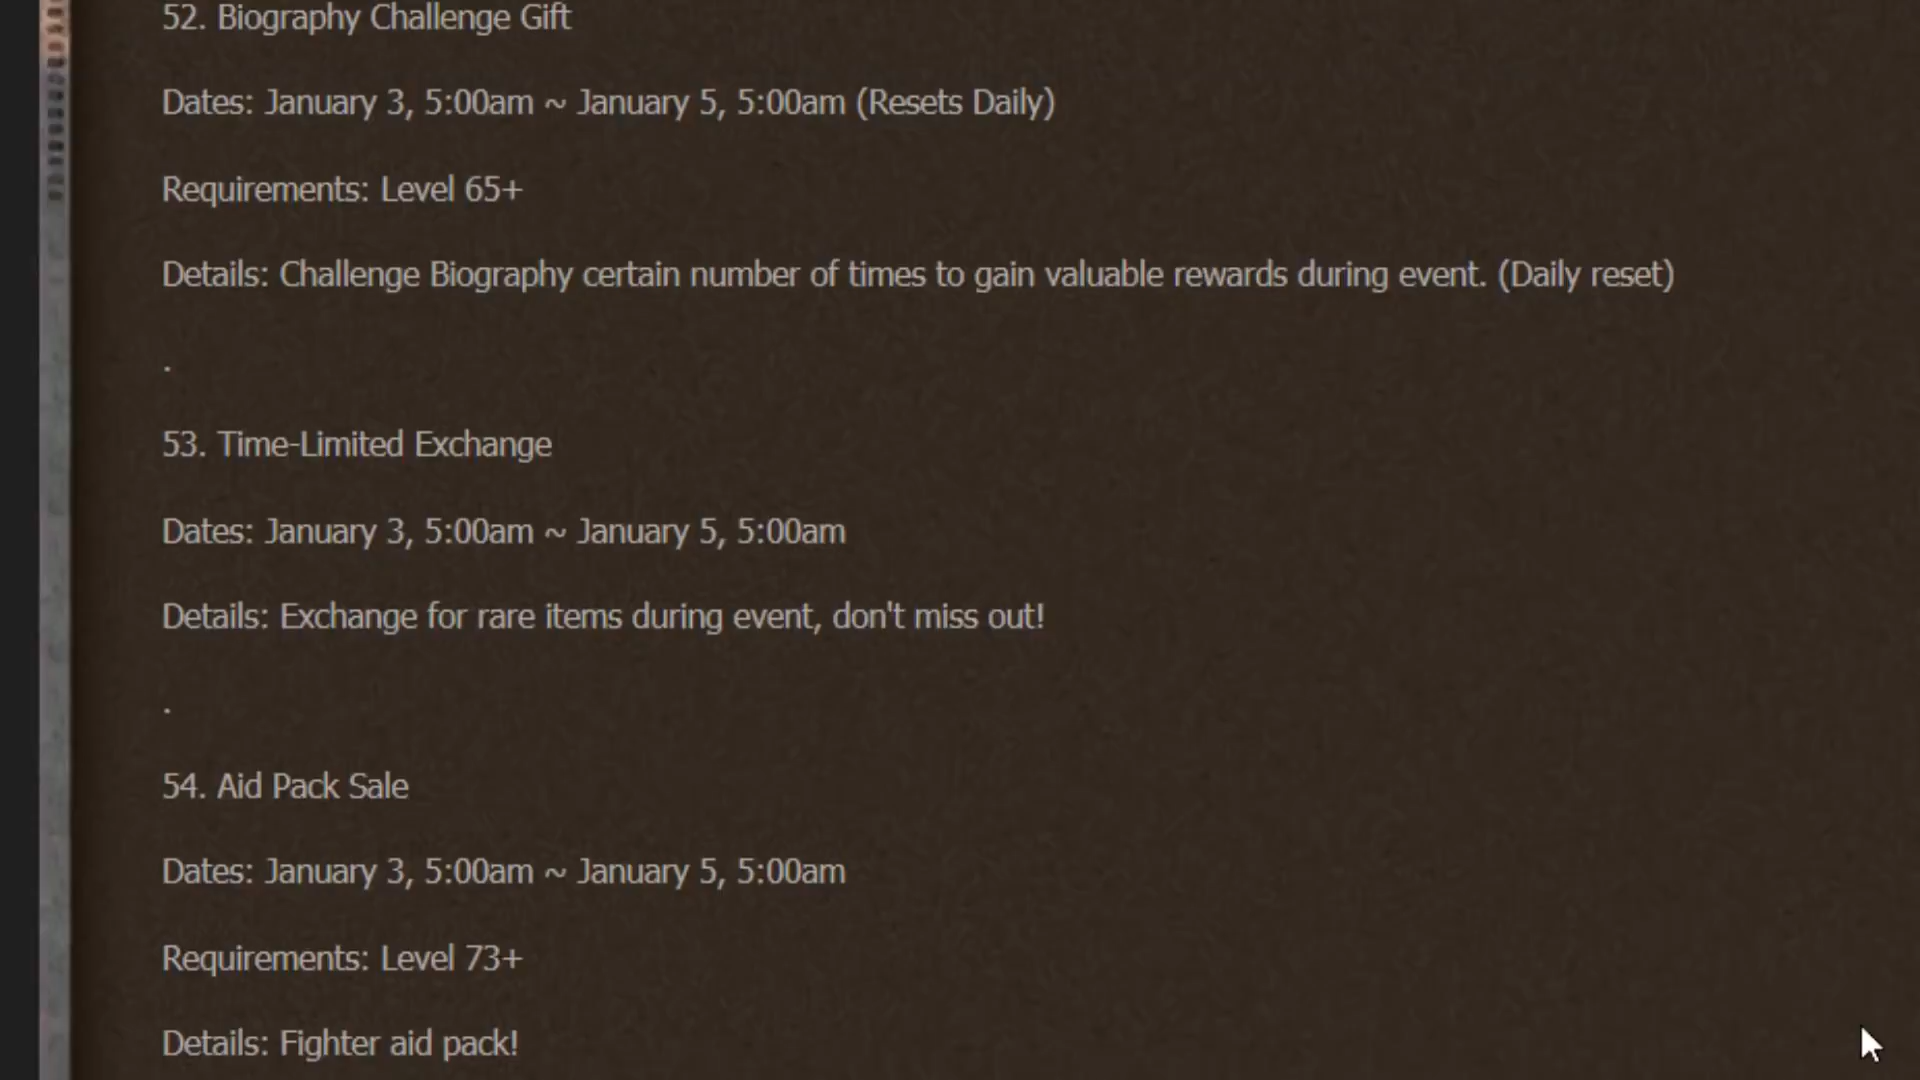 52. Biography Challenge Gift
Dates: January 3, 5:00am ~ January 5, 5:00am (Resets Daily)
Requirements: Level 65+
Details: Challenge Biography certain number of times to gain valuable rewards during event. (Daily reset)
.
53. Time-Limited Exchange
Dates: January 3, 5:00am ~ January 5, 5:00am
Details: Exchange for rare items during event, don't miss out!
.
54. Aid Pack Sale
Dates: January 3, 5:00am ~ January 5, 5:00am
Requirements: Level 73+
Details: Fighter aid pack!